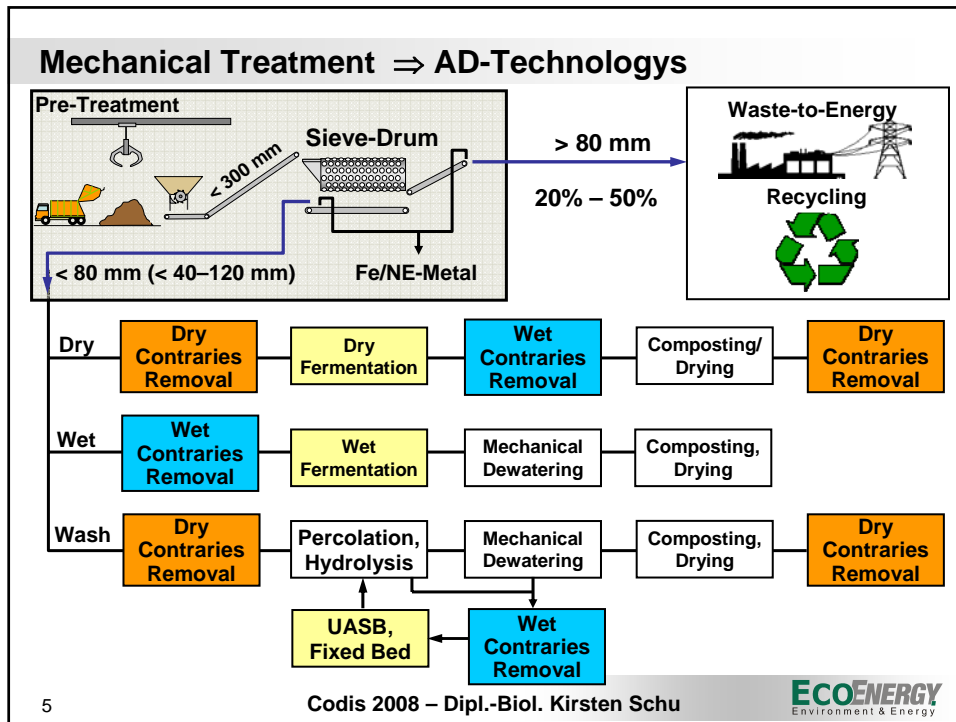 Mechanical Treatment ⇒ AD-Technologys
Pre-Treatment
Sieve-Drum
< 300 mm
< 80 mm (< 40–120 mm)
Fe/NE-Metal
> 80 mm
20% – 50%
Waste-to-Energy
Recycling
Dry
Dry
Contraries
Removal
Dry
Fermentation
Wet
Contraries
Removal
Composting/
Drying
Dry
Contraries
Removal
Wet
Wet
Contraries
Removal
Wet
Fermentation
Mechanical
Dewatering
Composting,
Drying
Wash
Dry
Contraries
Removal
Percolation,
Hydrolysis
Mechanical
Dewatering
Composting,
Drying
Dry
Contraries
Removal
UASB,
Fixed Bed
Wet
Contraries
Removal
5
Codis 2008 – Dipl.-Biol. Kirsten Schu
ECOENERGY
Environment & Energy